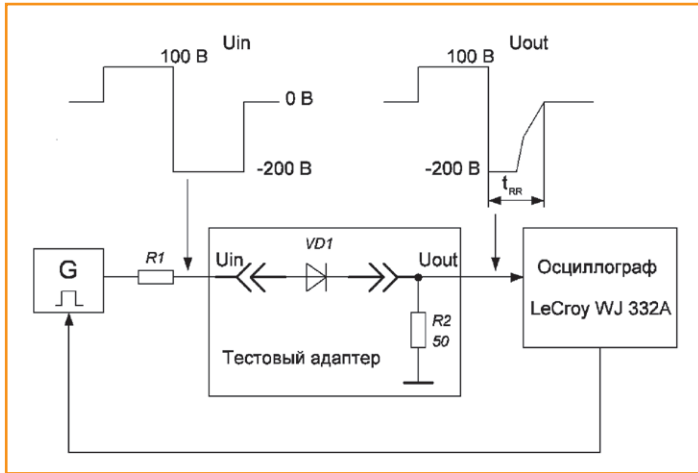 Uin
Uout
100 В
100 В
0 В
-200 В
-200 В
tRR
G
R1
Uin
VD1
Uout
R2
50
Тестовый адаптер
Осциллограф
LeCroy WJ 332A